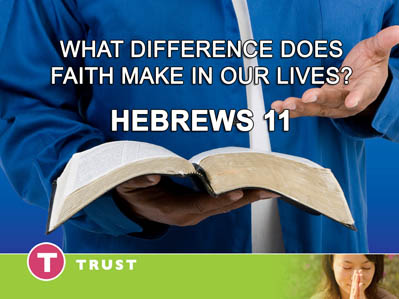 WHAT DIFFERENCE DOES
FAITH MAKE IN OUR LIVES?
HEBREWS 11
T TRUST